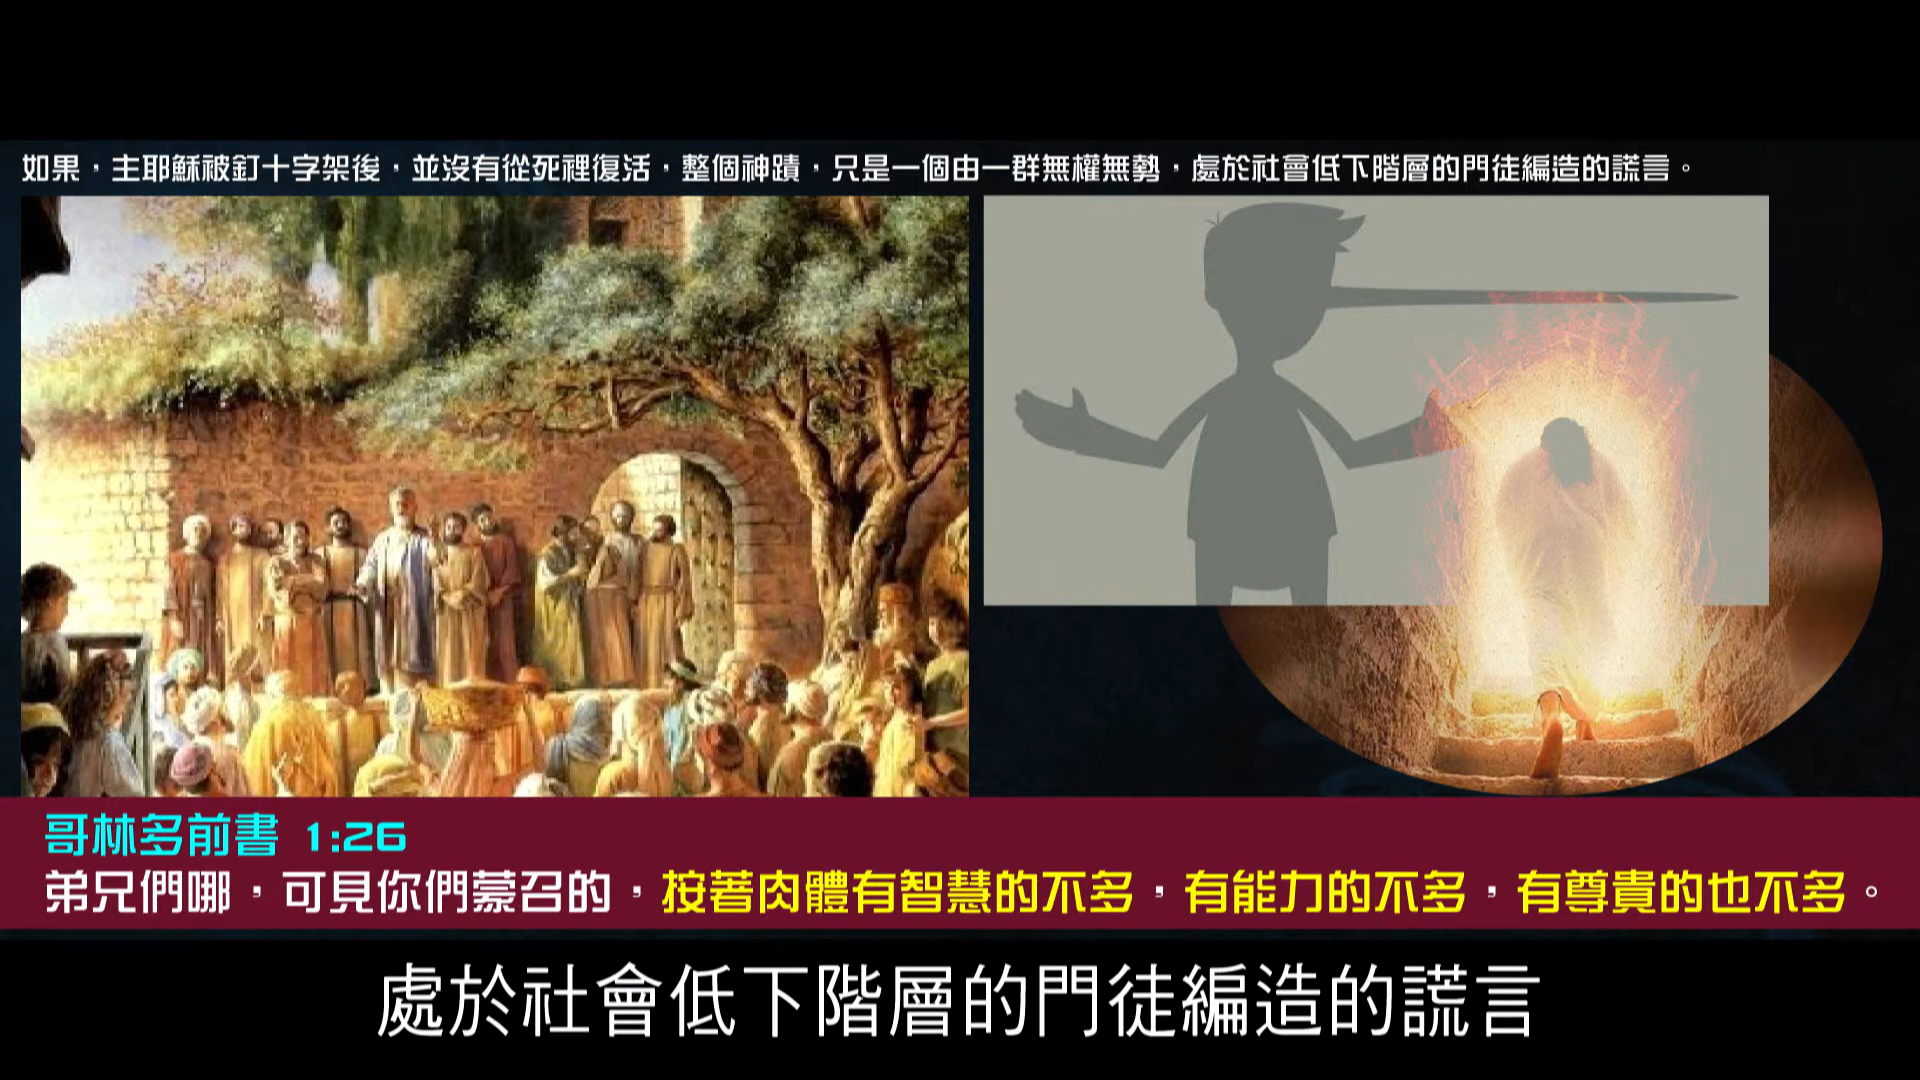 如果，主耶穌被釘十字架後，並沒有從死裡復活，整個神蹟，只是一個由一群無權無勢，處於社會低下階層的門徒編造的謊言。
哥林多前書 1:26
弟兄們哪，可見你們蒙召的，按著肉體有智慧的不多，有能力的不多，有尊貴的也不多。
處於社會低下階層的門徒編造的謊言